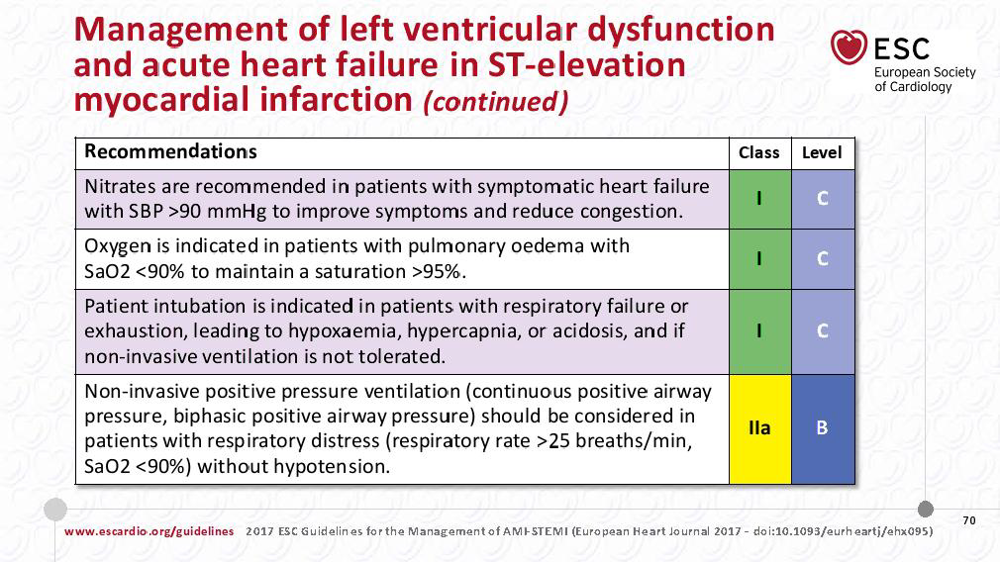 Management of left ventricular dysfunction
and acute heart failure in ST-elevation
myocardial infarction (continued)
ESC
European Society
of Cardiology
Recommendations Class Level
Nitrates are recommended in patients with symptomatic heart failure
with SBP >90 mmHg to improve symptoms and reduce congestion.
I C
Oxygen is indicated in patients with pulmonary oedema with
SaO2 <90% to maintain a saturation >95%.
I C
Patient intubation is indicated in patients with respiratory failure or
exhaustion, leading to hypoxaemia, hypercapnia, or acidosis, and if
non-invasive ventilation is not tolerated.
I C
Non-invasive positive pressure ventilation (continuous positive airway
pressure, biphasic positive airway pressure) should be considered in
patients with respiratory distress (respiratory rate >25 breaths/min,
SaO2 <90%) without hypotension.
IIa B
70
www.escardio.org/guidelines 2017 ESC Guidelines for the Management of AMI-STEMI (European Heart Journal 2017 - doi:10.1093/eurheartj/ehx095)